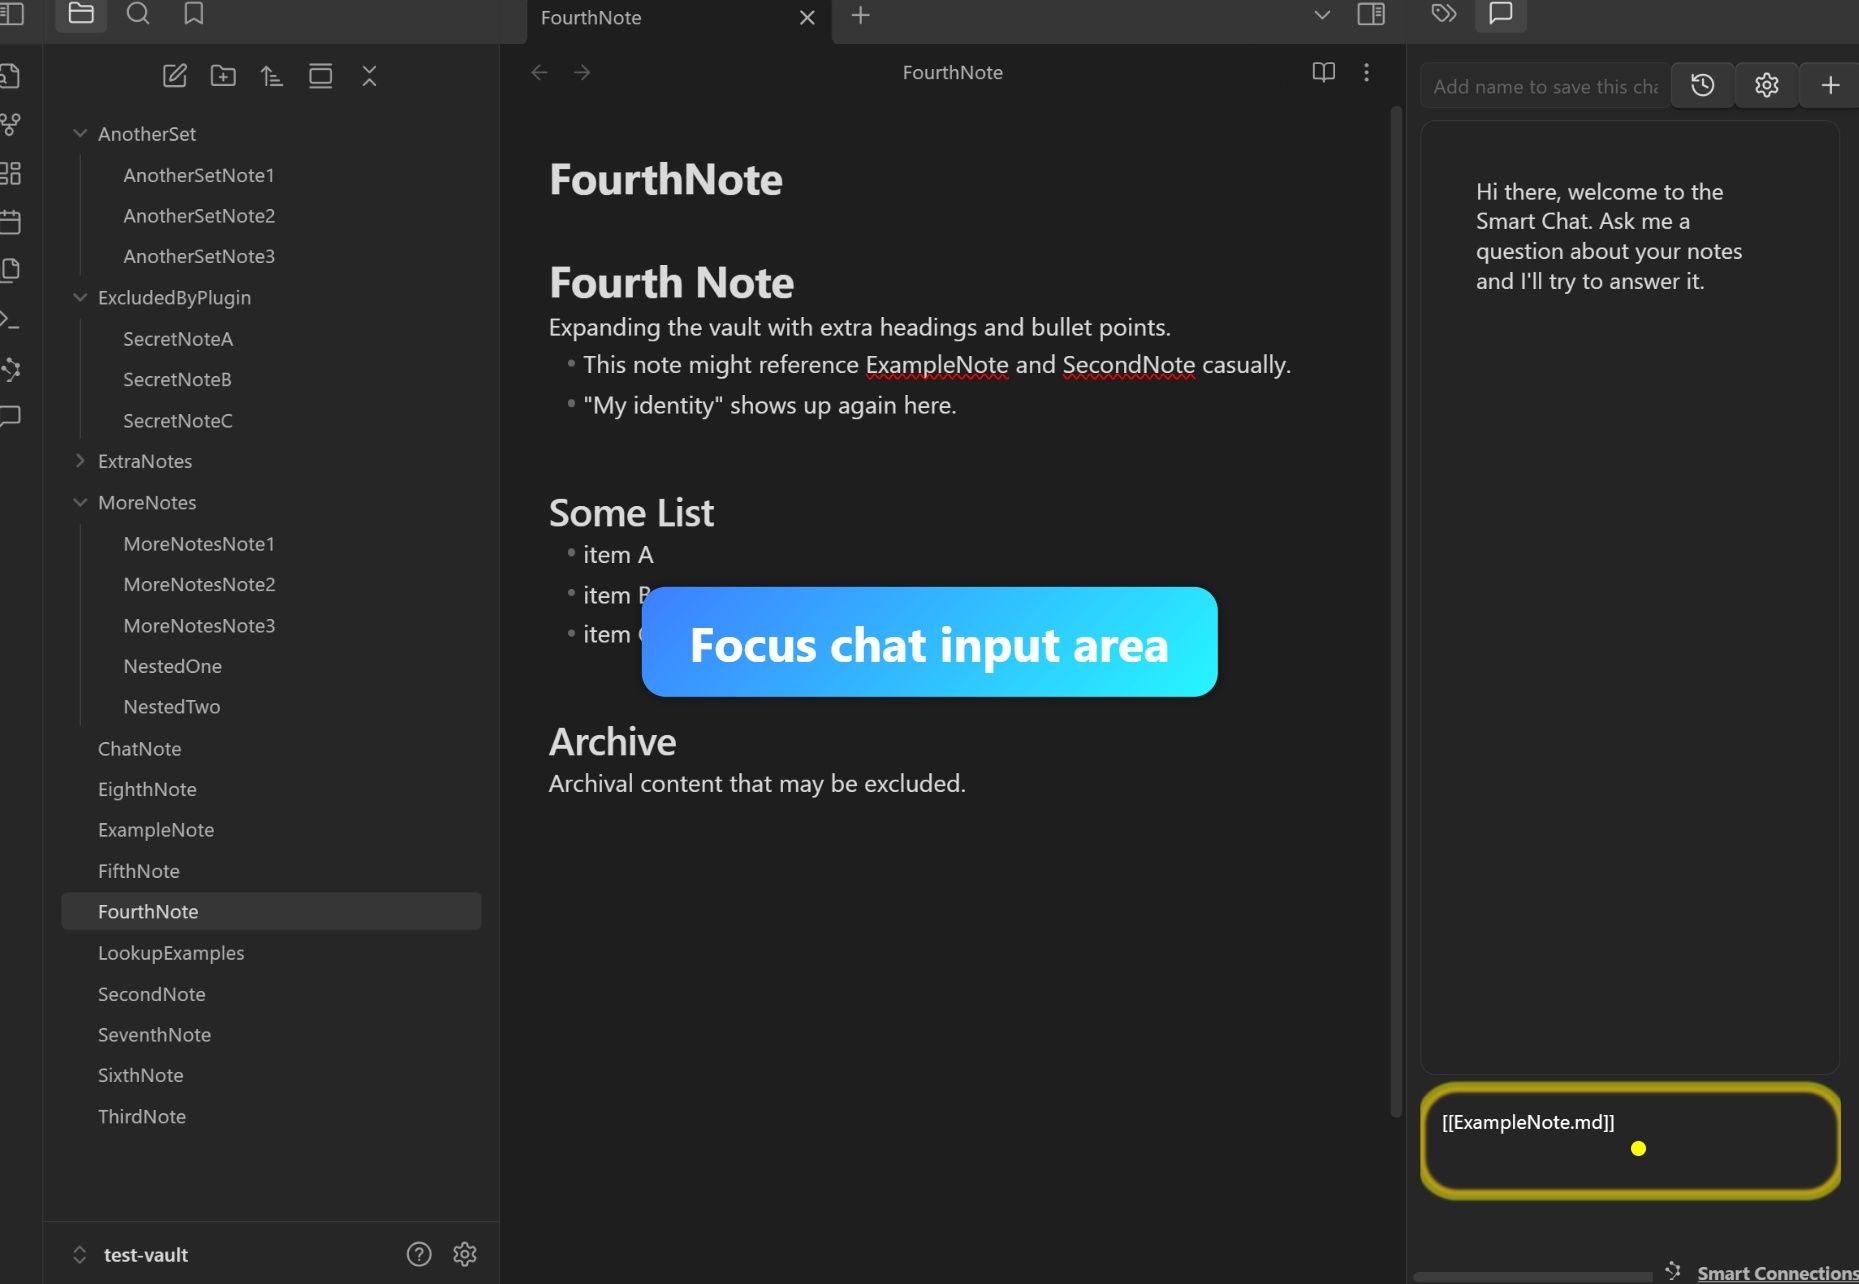 FourthNote
FourthNote
Add name to save this cha
AnotherSet
AnotherSetNote1
AnotherSetNote2
AnotherSetNote3
ExcludedByPlugin
SecretNoteA
SecretNoteB
SecretNoteC
ExtraNotes
MoreNotes
MoreNotesNote1
MoreNotesNote2
MoreNotesNote3
NestedOne
NestedTwo
ChatNote
EighthNote
ExampleNote
FifthNote
FourthNote
LookupExamples
SecondNote
SeventhNote
SixthNote
ThirdNote
test-vault
FourthNote
Fourth Note
Expanding the vault with extra headings and bullet points.
This note might reference ExampleNote and SecondNote casually.
"My identity" shows up again here.
Some List
item A
item B
item
Focus chat input area
Archive
Archival content that may be excluded.
Hi there, welcome to the
Smart Chat. Ask me a
question about your notes
and I'll try to answer it.
[[ExampleNote.md]]
Smart Connections